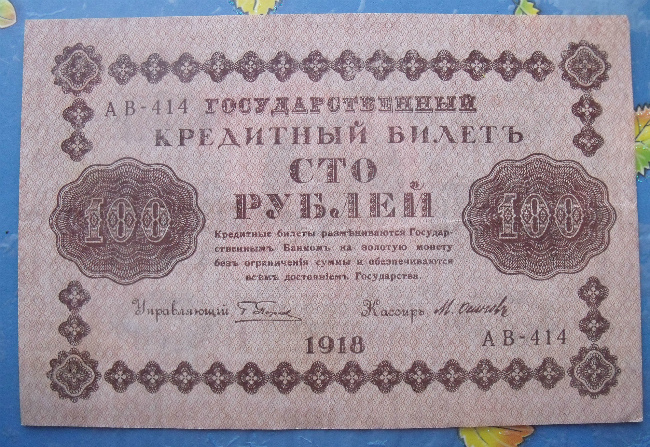 АВ-414 ГОСУДАРСТВЕННЫЙ
КРЕДИТНЫЙ БИЛЕТЪ
СТО
РУБЛЕЙ
100
100
Кредитные билеты размѣниваются Государ-
ственнымъ Банкомъ на золотую монету
безъ ограниченія суммы и обезпечиваются
всѣмъ достояніемъ Государства
Управляющій
Кассиръ
1918
АВ-414